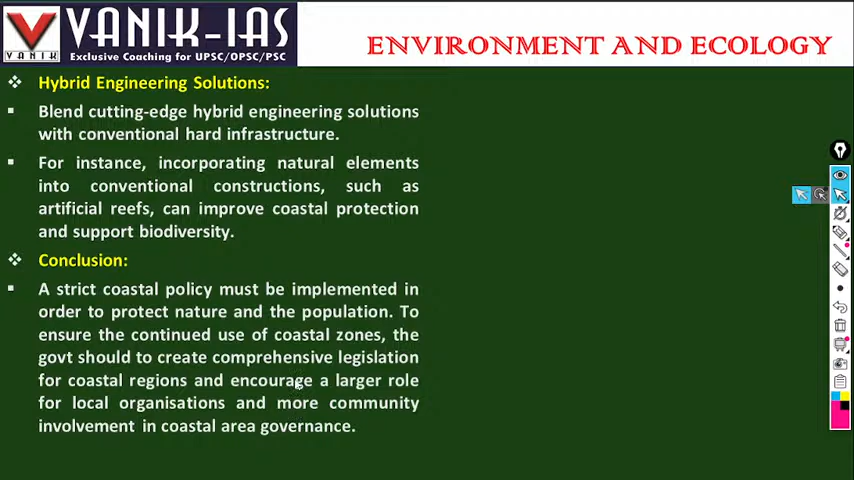 VANIK-IAS
VANIK
Exclusive Coaching for UPSC/OPSC/PSC
ENVIRONMENT AND ECOLOGY
Hybrid Engineering Solutions:
Blend cutting-edge hybrid engineering solutions
with conventional hard infrastructure.
For instance, incorporating natural elements
into conventional constructions, such as
artificial reefs, can improve coastal protection
and support biodiversity.
Conclusion:
A strict coastal policy must be implemented in
order to protect nature and the population. To
ensure the continued use of coastal zones, the
govt should to create comprehensive legislation
for coastal regions and encourage a larger role
for local organisations and more community
involvement in coastal area governance.